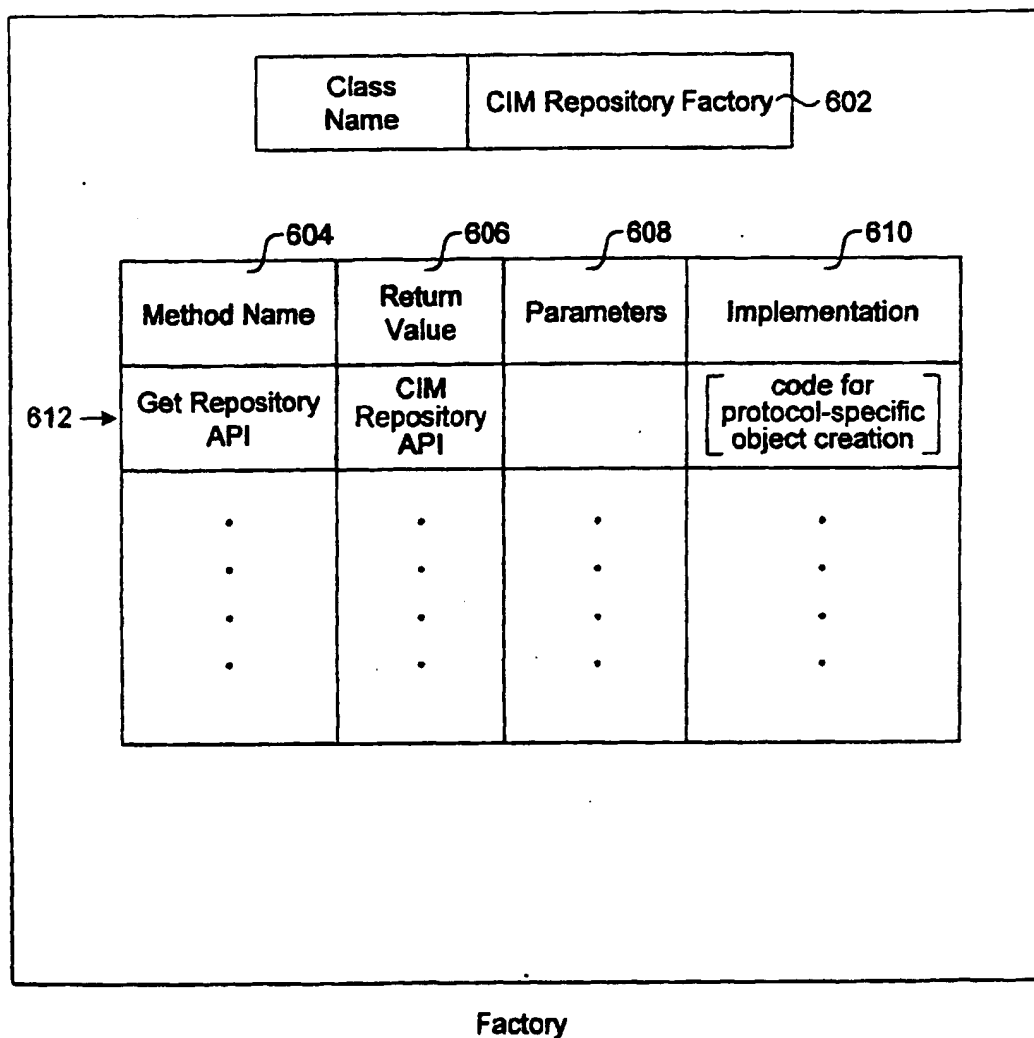 Class
Name
CIM Repository Factory
602
604
606
608
610
Method Name
Return
Value
Parameters
Implementation
612
Get Repository
API
CIM
Repository
API
[code for
protocol-specific
object creation]
Factory